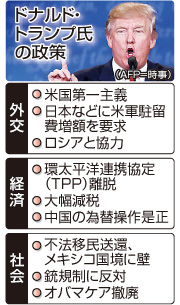 ドナルド・
トランプ氏
の政策
(AFP=時事)
外交
米国第一主義
日本などに米軍駐留
費増額を要求
ロシアと協力
経済
環太平洋連携協定
(TPP)離脱
大幅減税
中国の為替操作是正
社会
不法移民送還、
メキシコ国境に壁
銃規制に反対
オバマケア撤廃